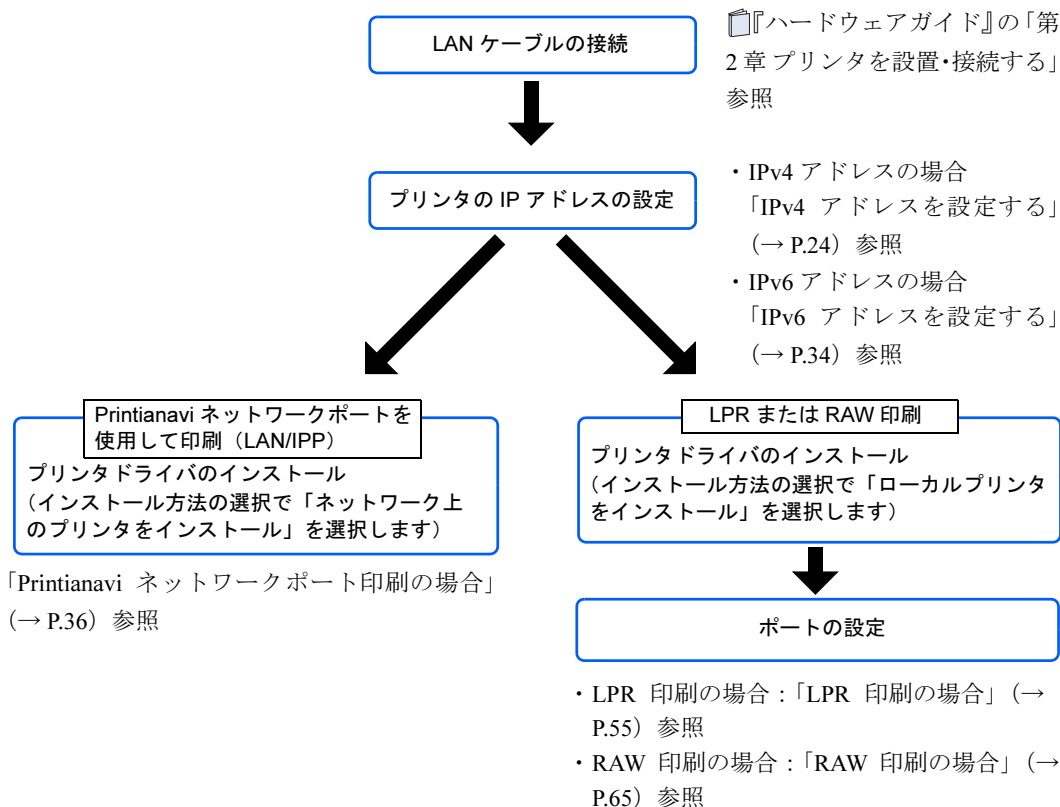 LAN ケーブルの接続
『ハードウェアガイド』の「第
2 章 プリンタを設置・接続する」
参照
プリンタの IP アドレスの設定
・IPv4 アドレスの場合
「IPv4 アドレスを設定する」
(→ P.24)参照
・IPv6 アドレスの場合
「IPv6 アドレスを設定する」
(→ P.34)参照
Printianavi ネットワークポートを
使用して印刷(LAN/IPP)
プリンタドライバのインストール
(インストール方法の選択で「ネットワーク上
のプリンタをインストール」を選択します)
「Printianavi ネットワークポート印刷の場合」
(→ P.36)参照
LPR または RAW 印刷
プリンタドライバのインストール
(インストール方法の選択で「ローカルプリンタ
をインストール」を選択します)
ポートの設定
・LPR 印刷の場合:「LPR 印刷の場合」(→
P.55)参照
・RAW 印刷の場合:「RAW 印刷の場合」(→
P.65)参照